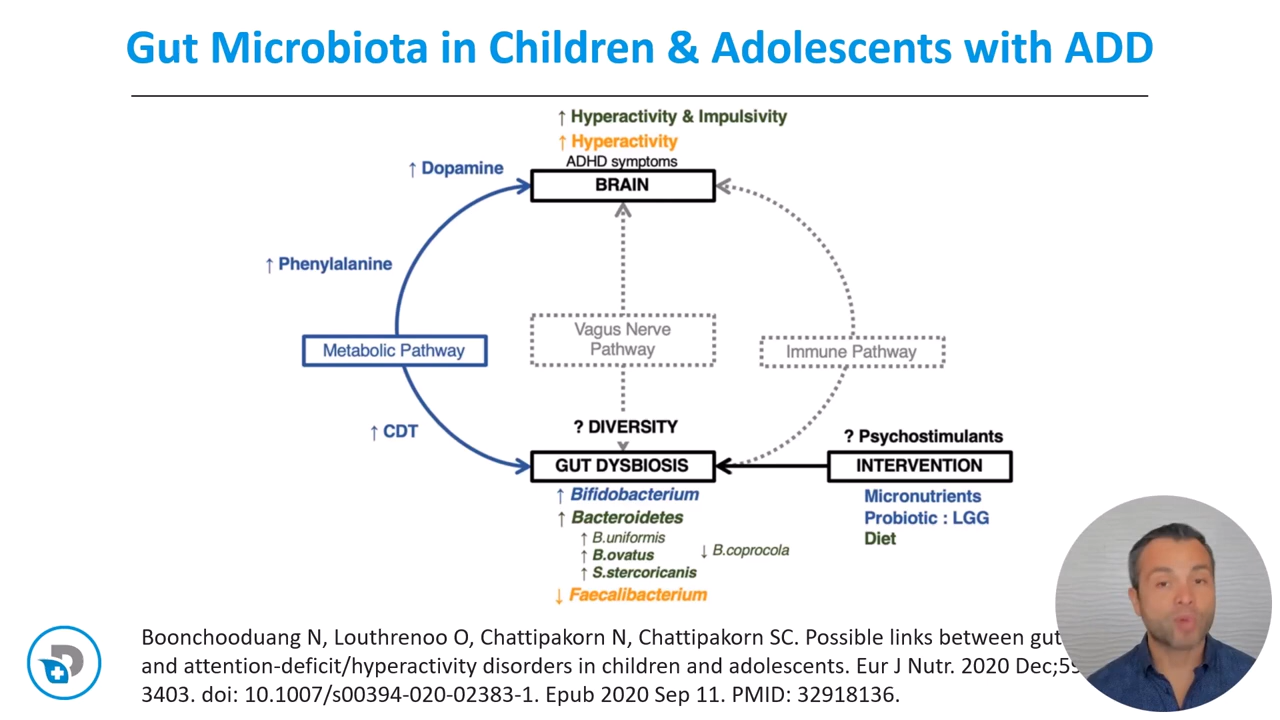 Gut Microbiota in Children & Adolescents with ADD
↑ Hyperactivity & Impulsivity
↑ Hyperactivity
ADHD symptoms
↑ Dopamine
BRAIN
↑ Phenylalanine
Metabolic Pathway
Vagus Nerve
Pathway
Immune Pathway
↑ CDT
? DIVERSITY
GUT DYSBIOSIS
? Psychostimulants
INTERVENTION
↑ Bifidobacterium
↑ Bacteroidetes
↑ B.uniformis
↑ B.ovatus
↑ S.stercoricanis
↓ B.coprocola
↓ Faecalibacterium
Micronutrients
Probiotic : LGG
Diet
Boonchooduang N, Louthrenoo O, Chattipakorn N, Chattipakorn SC. Possible links between gut
and attention-deficit/hyperactivity disorders in children and adolescents. Eur J Nutr. 2020 Dec;59
3403. doi: 10.1007/s00394-020-02383-1. Epub 2020 Sep 11. PMID: 32918136.